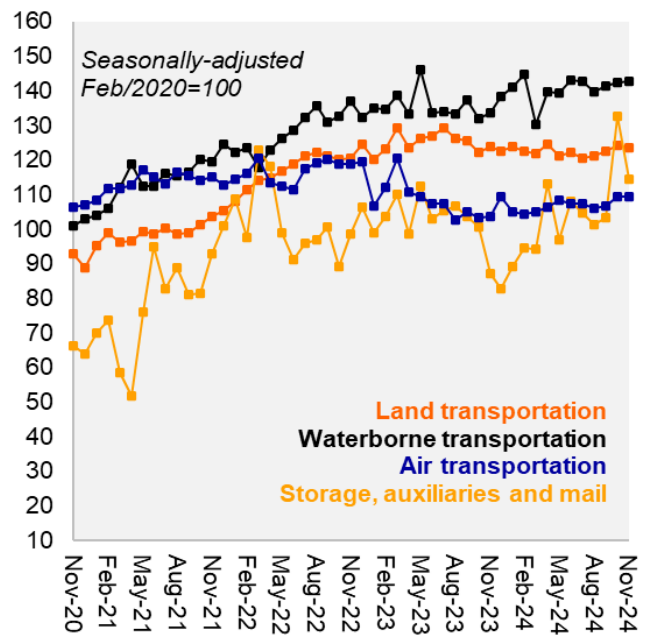 160
150
140
130
120
110
100
90
80
70
60
50
40
30
20
10
Seasonally-adjusted
Feb/2020=100
Land transportation
Waterborne transportation
Air transportation
Storage, auxiliaries and mail
Nov-20
Feb-21
May-21
Aug-21
Nov-21
Feb-22
May-22
Aug-22
Nov-22
Feb-23
May-23
Aug-23
Nov-23
Feb-24
May-24
Aug-24
Nov-24